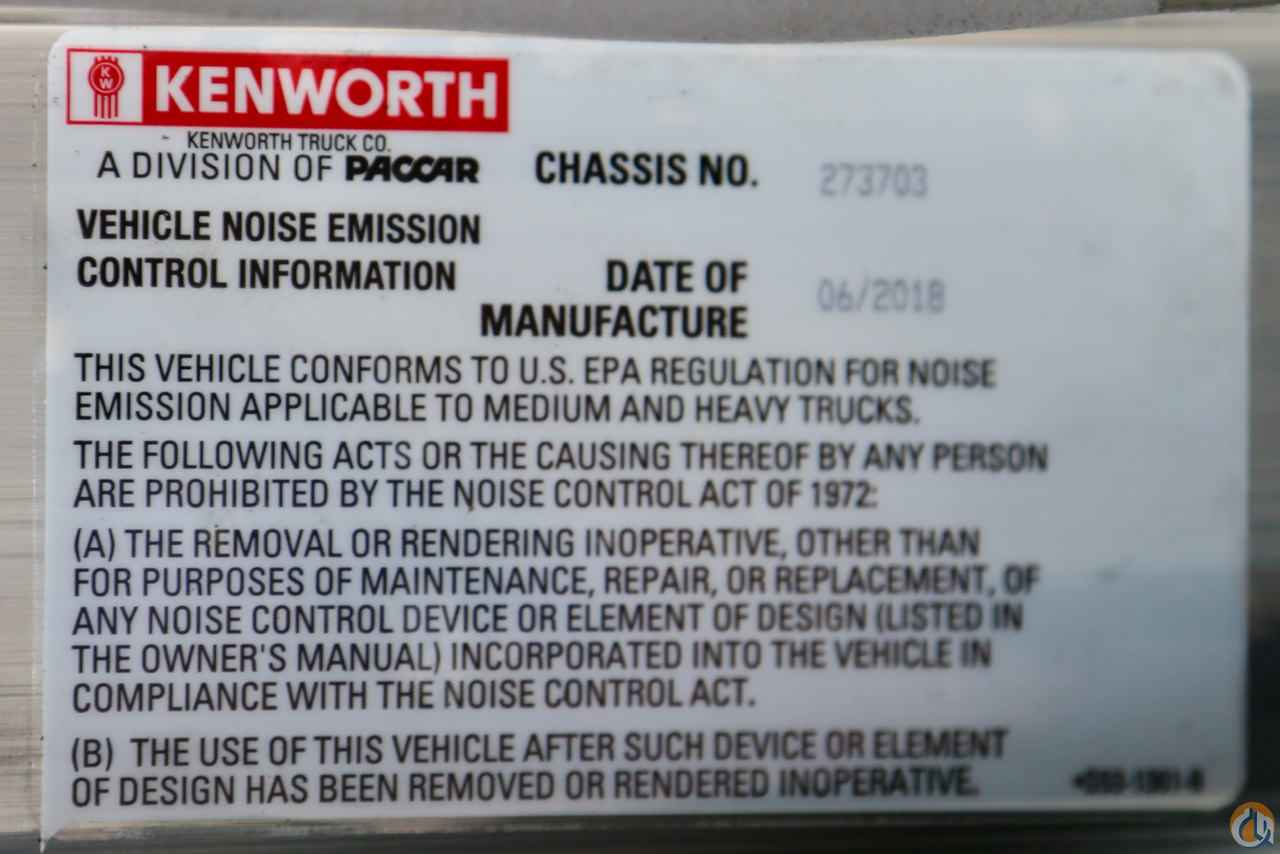 KW
KENWORTH
KENWORTH TRUCK CO.
A DIVISION OF PACCAR
CHASSIS NO. 273703
VEHICLE NOISE EMISSION
CONTROL INFORMATION
DATE OF
MANUFACTURE
06/2018
THIS VEHICLE CONFORMS TO U.S. EPA REGULATION FOR NOISE
EMISSION APPLICABLE TO MEDIUM AND HEAVY TRUCKS.
THE FOLLOWING ACTS OR THE CAUSING THEREOF BY ANY PERSON
ARE PROHIBITED BY THE NOISE CONTROL ACT OF 1972:
(A) THE REMOVAL OR RENDERING INOPERATIVE, OTHER THAN
FOR PURPOSES OF MAINTENANCE, REPAIR, OR REPLACEMENT, OF
ANY NOISE CONTROL DEVICE OR ELEMENT OF DESIGN (LISTED IN
THE OWNER'S MANUAL) INCORPORATED INTO THE VEHICLE IN
COMPLIANCE WITH THE NOISE CONTROL ACT.
(B) THE USE OF THIS VEHICLE AFTER SUCH DEVICE OR ELEMENT
OF DESIGN HAS BEEN REMOVED OR RENDERED INOPERATIVE.